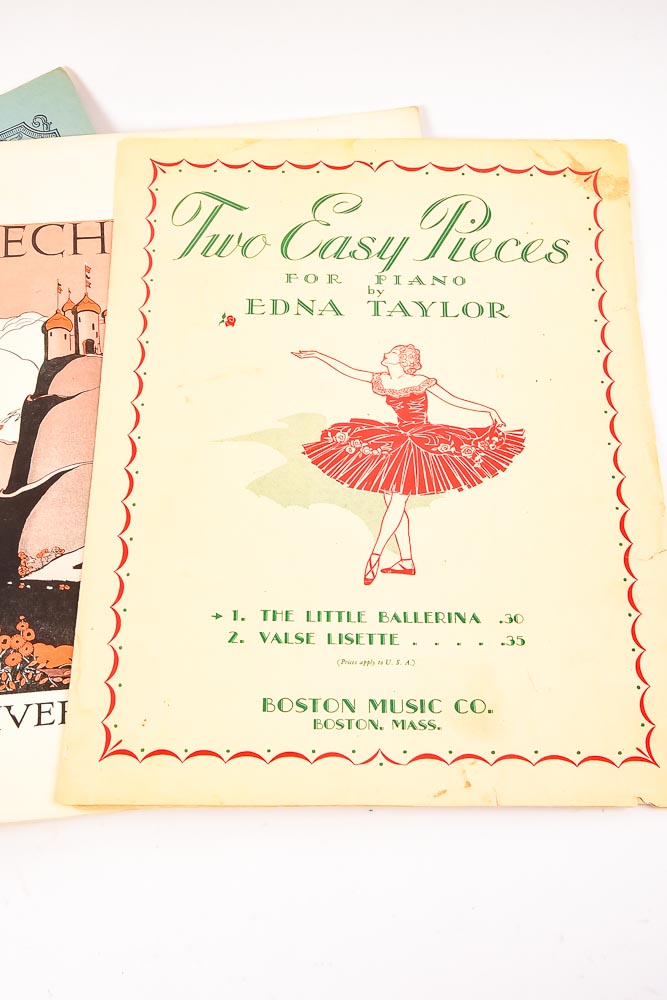 Two Easy Pieces
FOR PIANO
by
EDNA TAYLOR
1. THE LITTLE BALLERINA .30
2. VALSE LISETTE . . . . . .35
(Prices apply to U. S. A.)
BOSTON MUSIC CO.
BOSTON, MASS.
ECH
IVE